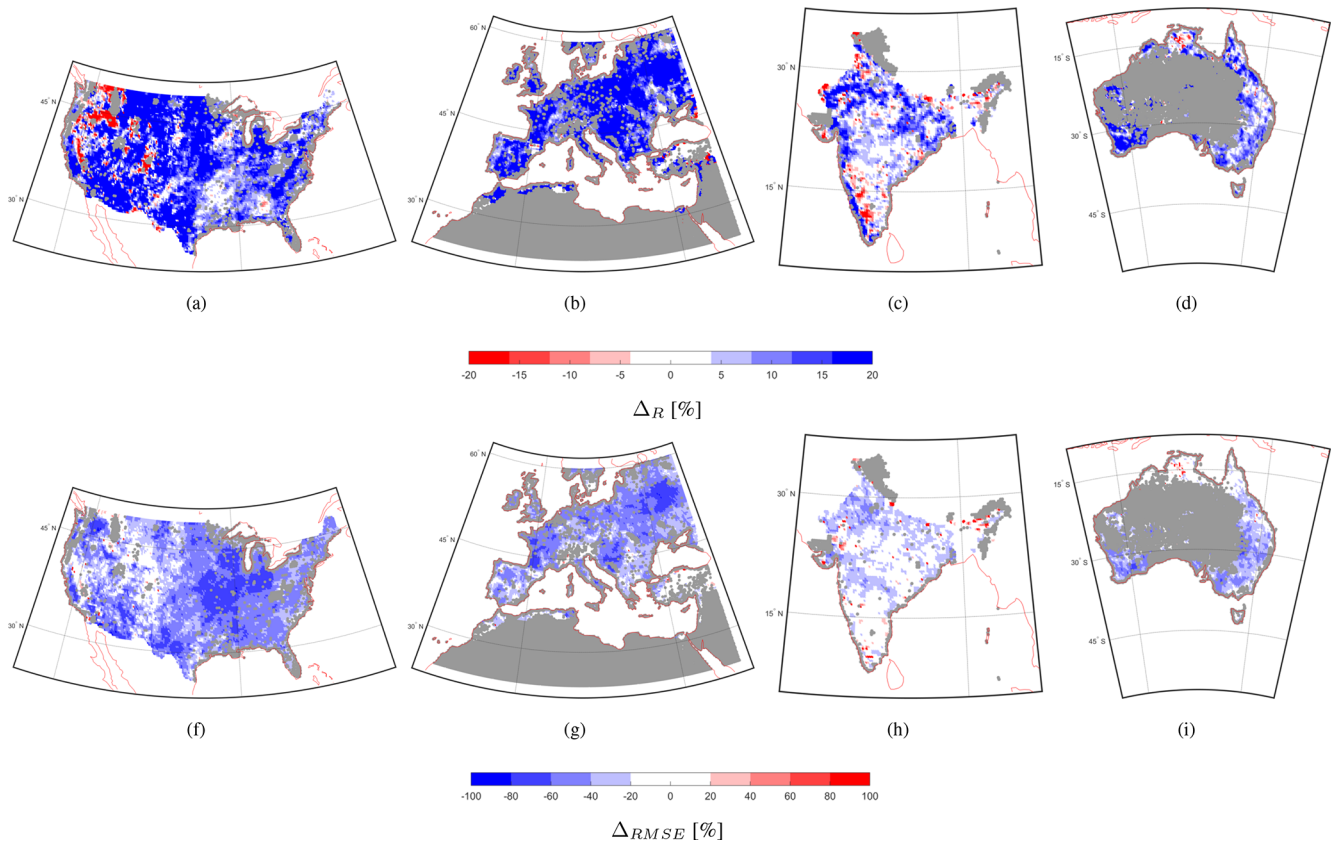 60° N
45° N
30° N
45° N
30° N
30° N
15° N
15° S
30° S
45° S
(a)
(b)
(c)
(d)
-20 -15 -10 -5 0 5 10 15 20
Δ_R [%]
45° N
30° N
60° N
45° N
30° N
30° N
15° N
15° S
30° S
45° S
(f)
(g)
(h)
(i)
-100 -80 -60 -40 -20 0 20 40 60 80 100
Δ_RMSE [%]